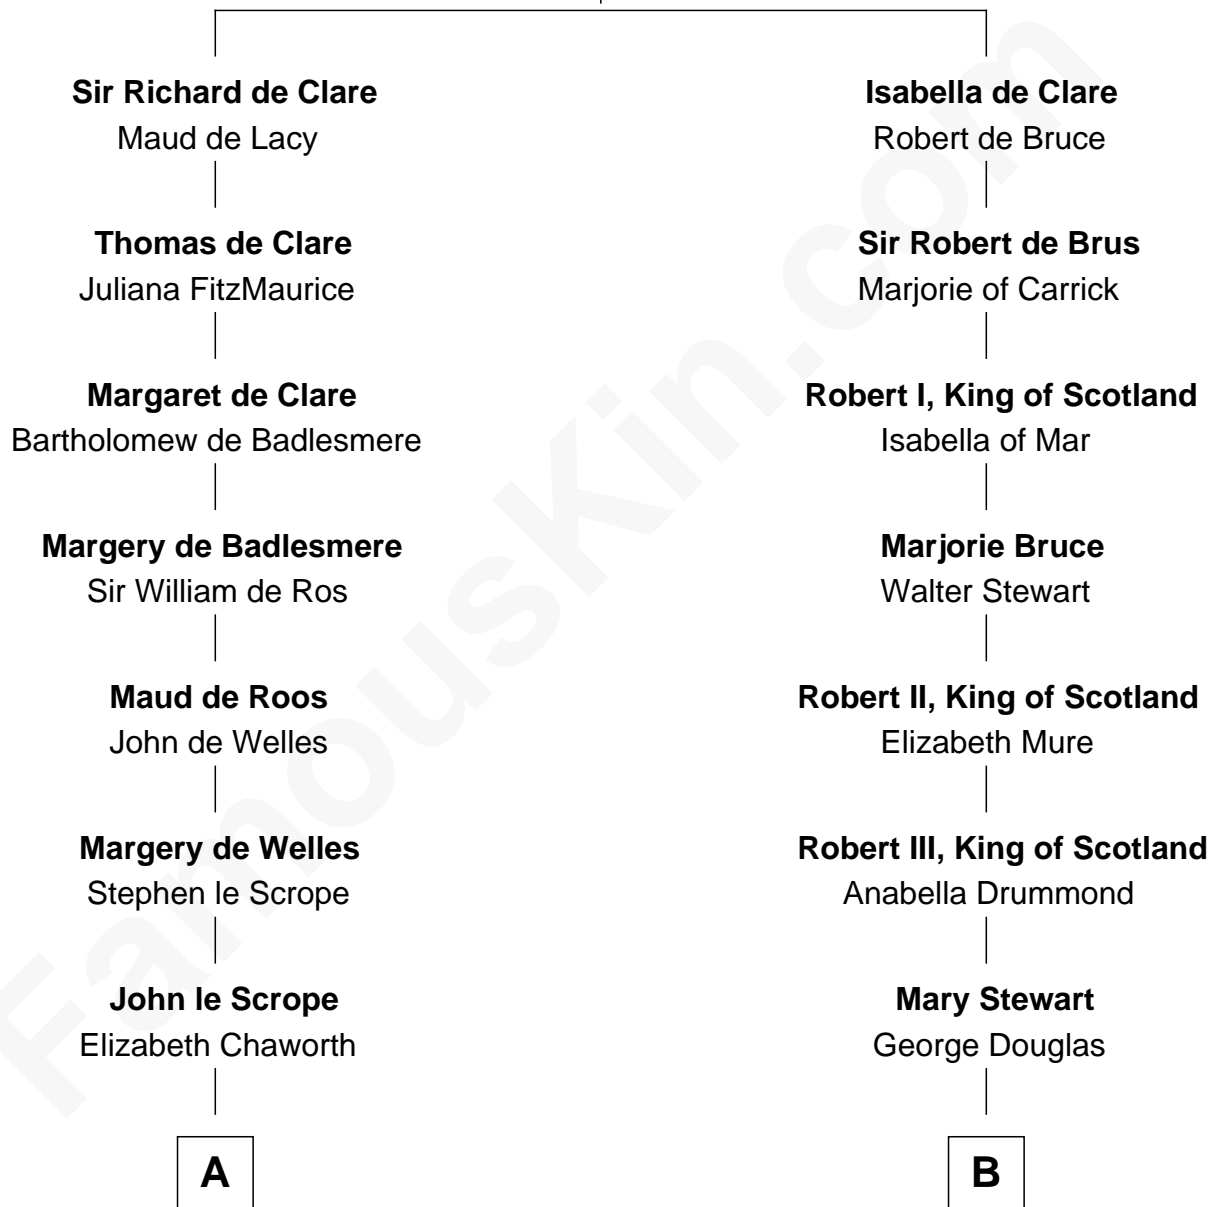 Sir Richard de Clare
Maud de Lacy
Thomas de Clare
Juliana FitzMaurice
Margaret de Clare
Bartholomew de Badlesmere
Margery de Badlesmere
Sir William de Ros
Maud de Roos
John de Welles
Margery de Welles
Stephen le Scrope
John le Scrope
Elizabeth Chaworth
A
Isabella de Clare
Robert de Bruce
Sir Robert de Brus
Marjorie of Carrick
Robert I, King of Scotland
Isabella of Mar
Marjorie Bruce
Walter Stewart
Robert II, King of Scotland
Elizabeth Mure
Robert III, King of Scotland
Anabella Drummond
Mary Stewart
George Douglas
B
FamousKin.com